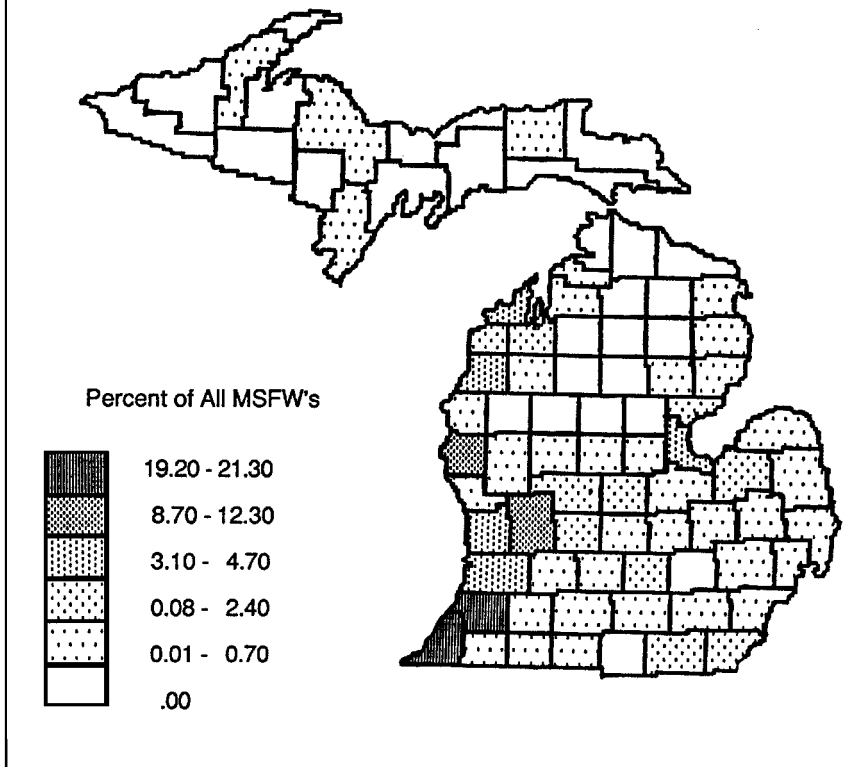 Percent of All MSFW's
19.20 - 21.30
8.70 - 12.30
3.10 - 4.70
0.08 - 2.40
0.01 - 0.70
.00